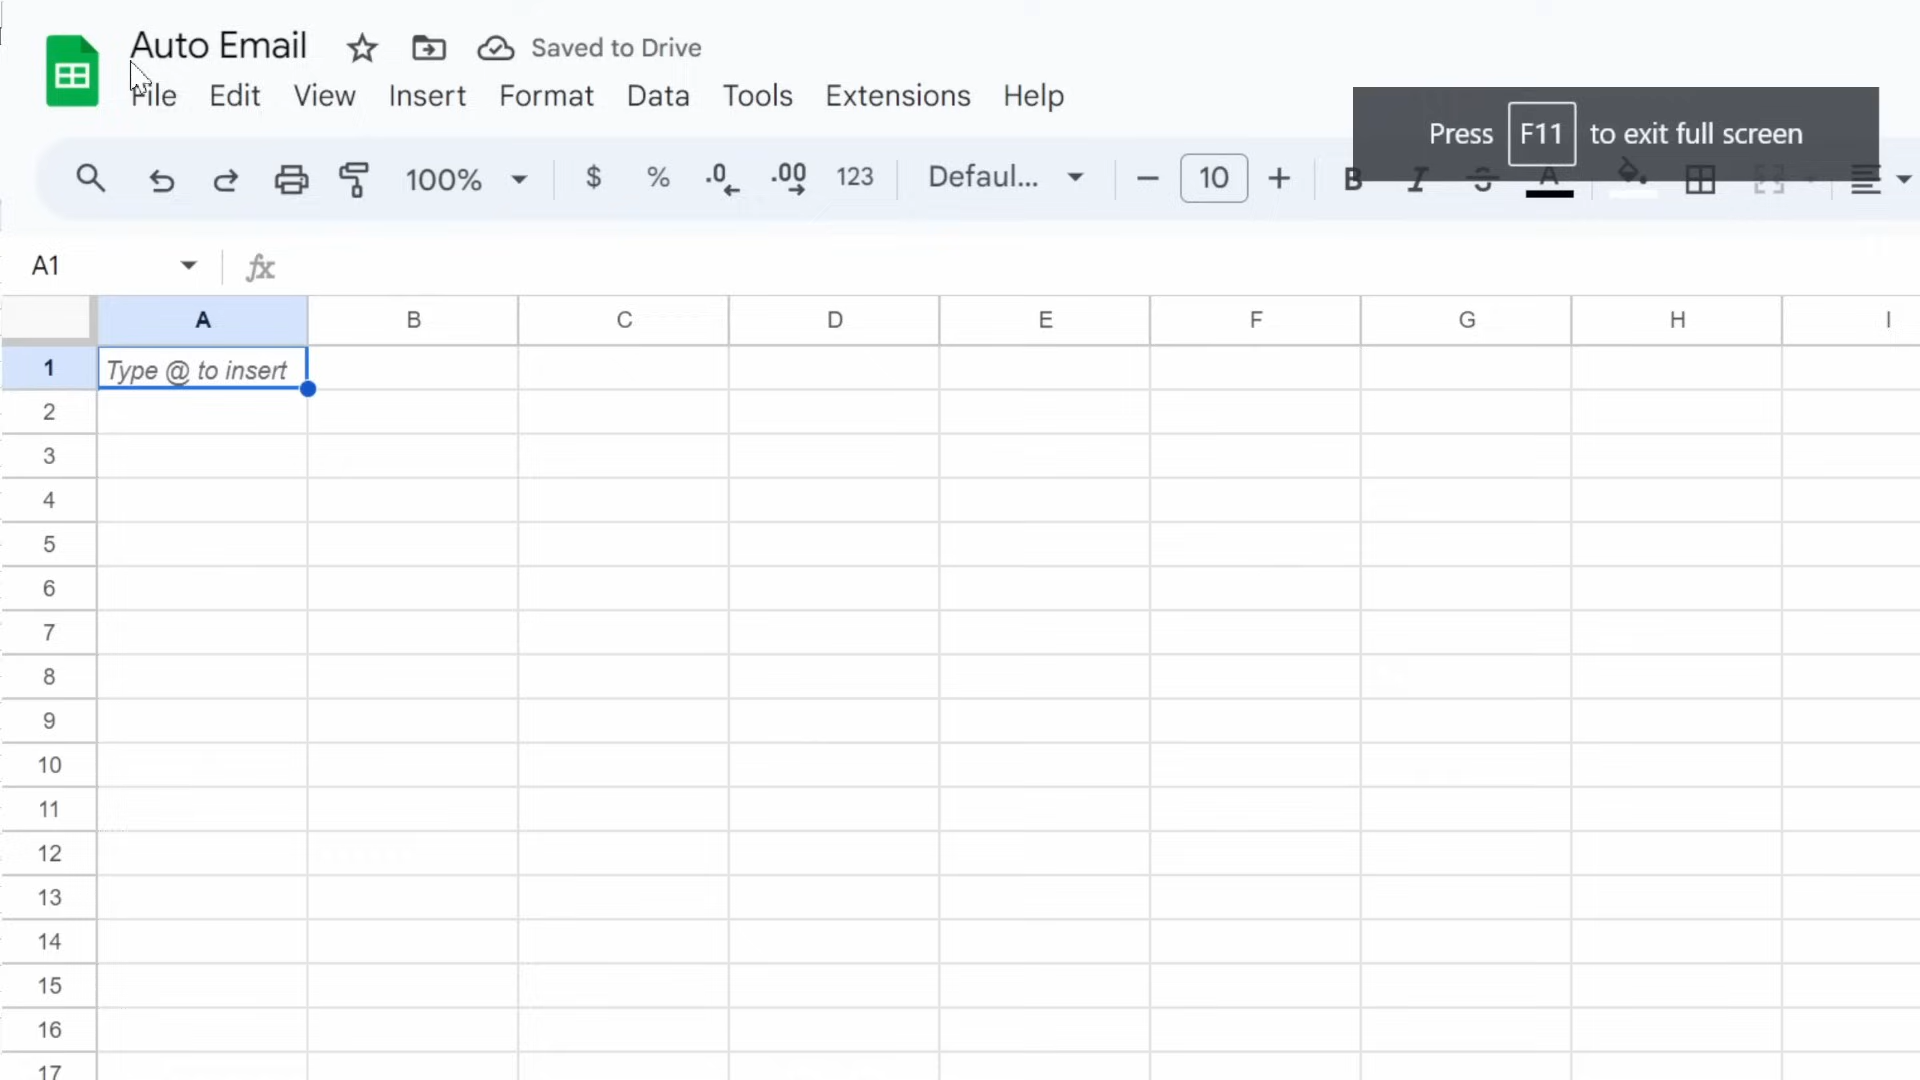 Auto Email
Saved to Drive
File Edit View Insert Format Data Tools Extensions Help
Press F11 to exit full screen
100% $ % .0 .00 123 Defaul... 10 B I S A
A1 fx
A B C D E F G H I
1 Type @ to insert
2
3
4
5
6
7
8
9
10
11
12
13
14
15
16
17